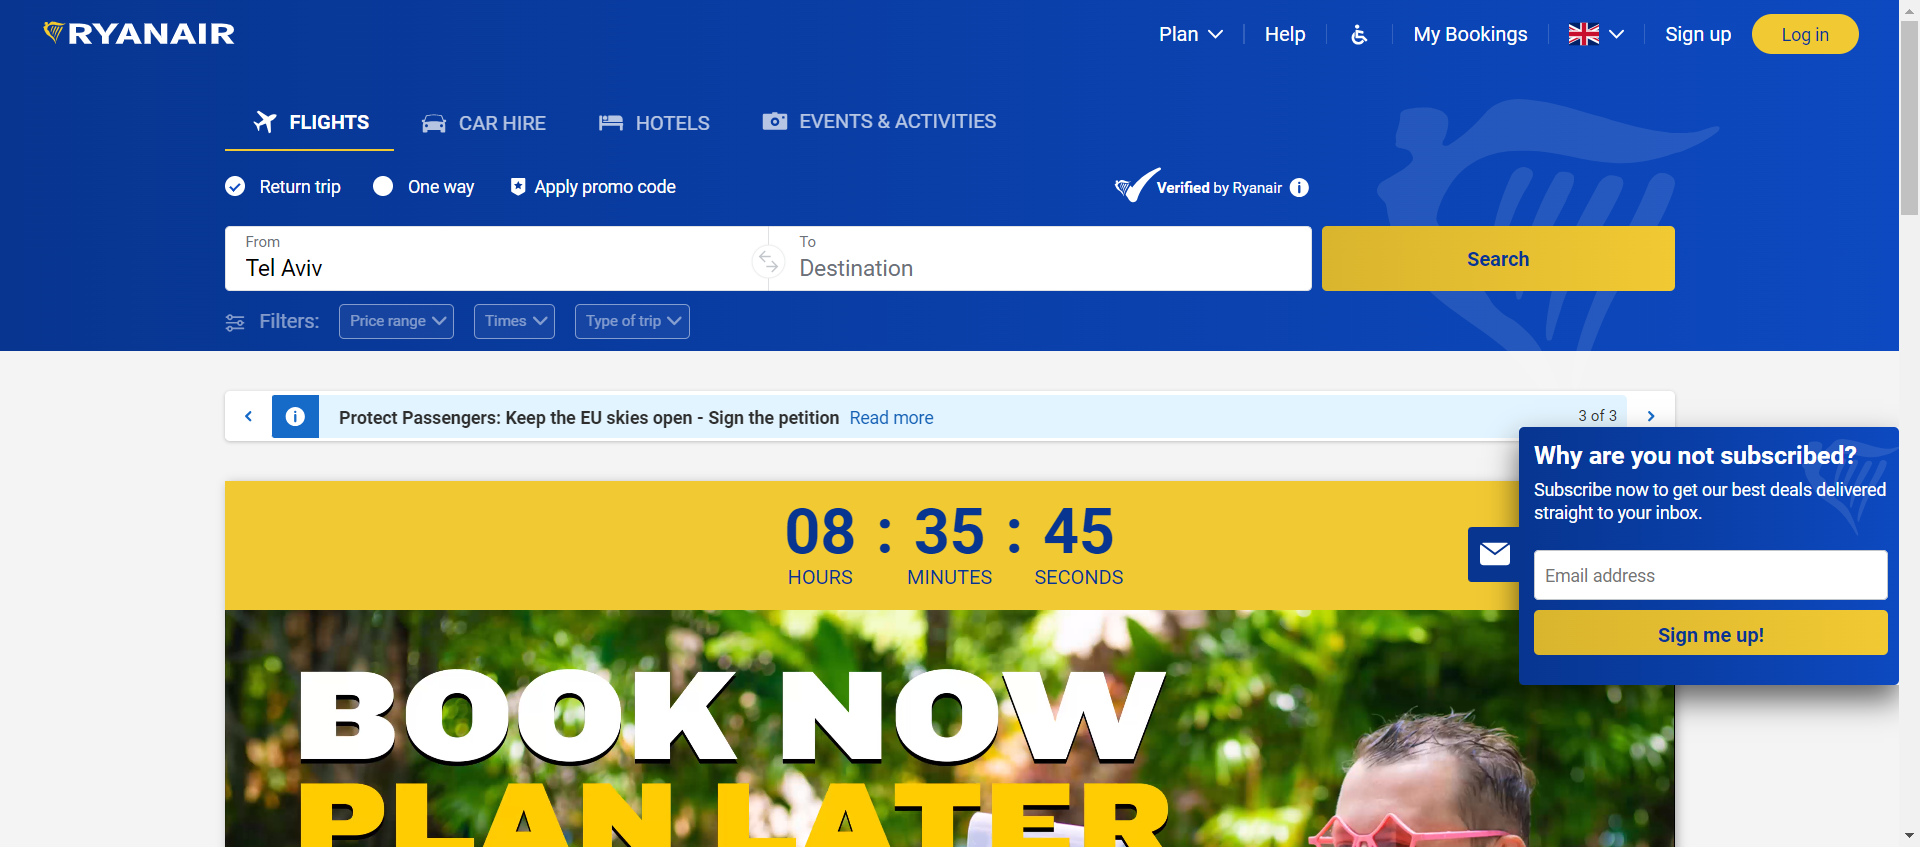 RYANAIR
Plan
Help
My Bookings
Sign up
Log in
FLIGHTS
CAR HIRE
HOTELS
EVENTS & ACTIVITIES
Return trip
One way
Apply promo code
Verified by Ryanair
From
Tel Aviv
To
Destination
Search
Filters:
Price range
Times
Type of trip
Protect Passengers: Keep the EU skies open - Sign the petition Read more
3 of 3
Why are you not subscribed?
Subscribe now to get our best deals delivered
straight to your inbox.
Email address
Sign me up!
08 : 35 : 45
HOURS MINUTES SECONDS
BOOK NOW
PLAN LATER